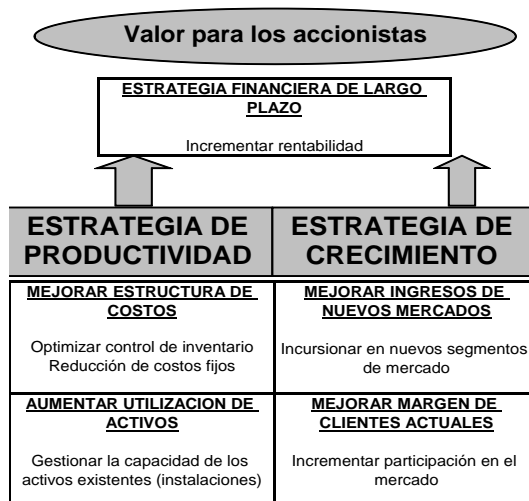 Valor para los accionistas
ESTRATEGIA FINANCIERA DE LARGO
PLAZO
Incrementar rentabilidad
ESTRATEGIA DE
PRODUCTIVIDAD
ESTRATEGIA DE
CRECIMIENTO
MEJORAR ESTRUCTURA DE
COSTOS
Optimizar control de inventario
Reducción de costos fijos
MEJORAR INGRESOS DE
NUEVOS MERCADOS
Incursionar en nuevos segmentos
de mercado
AUMENTAR UTILIZACION DE
ACTIVOS
Gestionar la capacidad de los
activos existentes (instalaciones)
MEJORAR MARGEN DE
CLIENTES ACTUALES
Incrementar participación en el
mercado